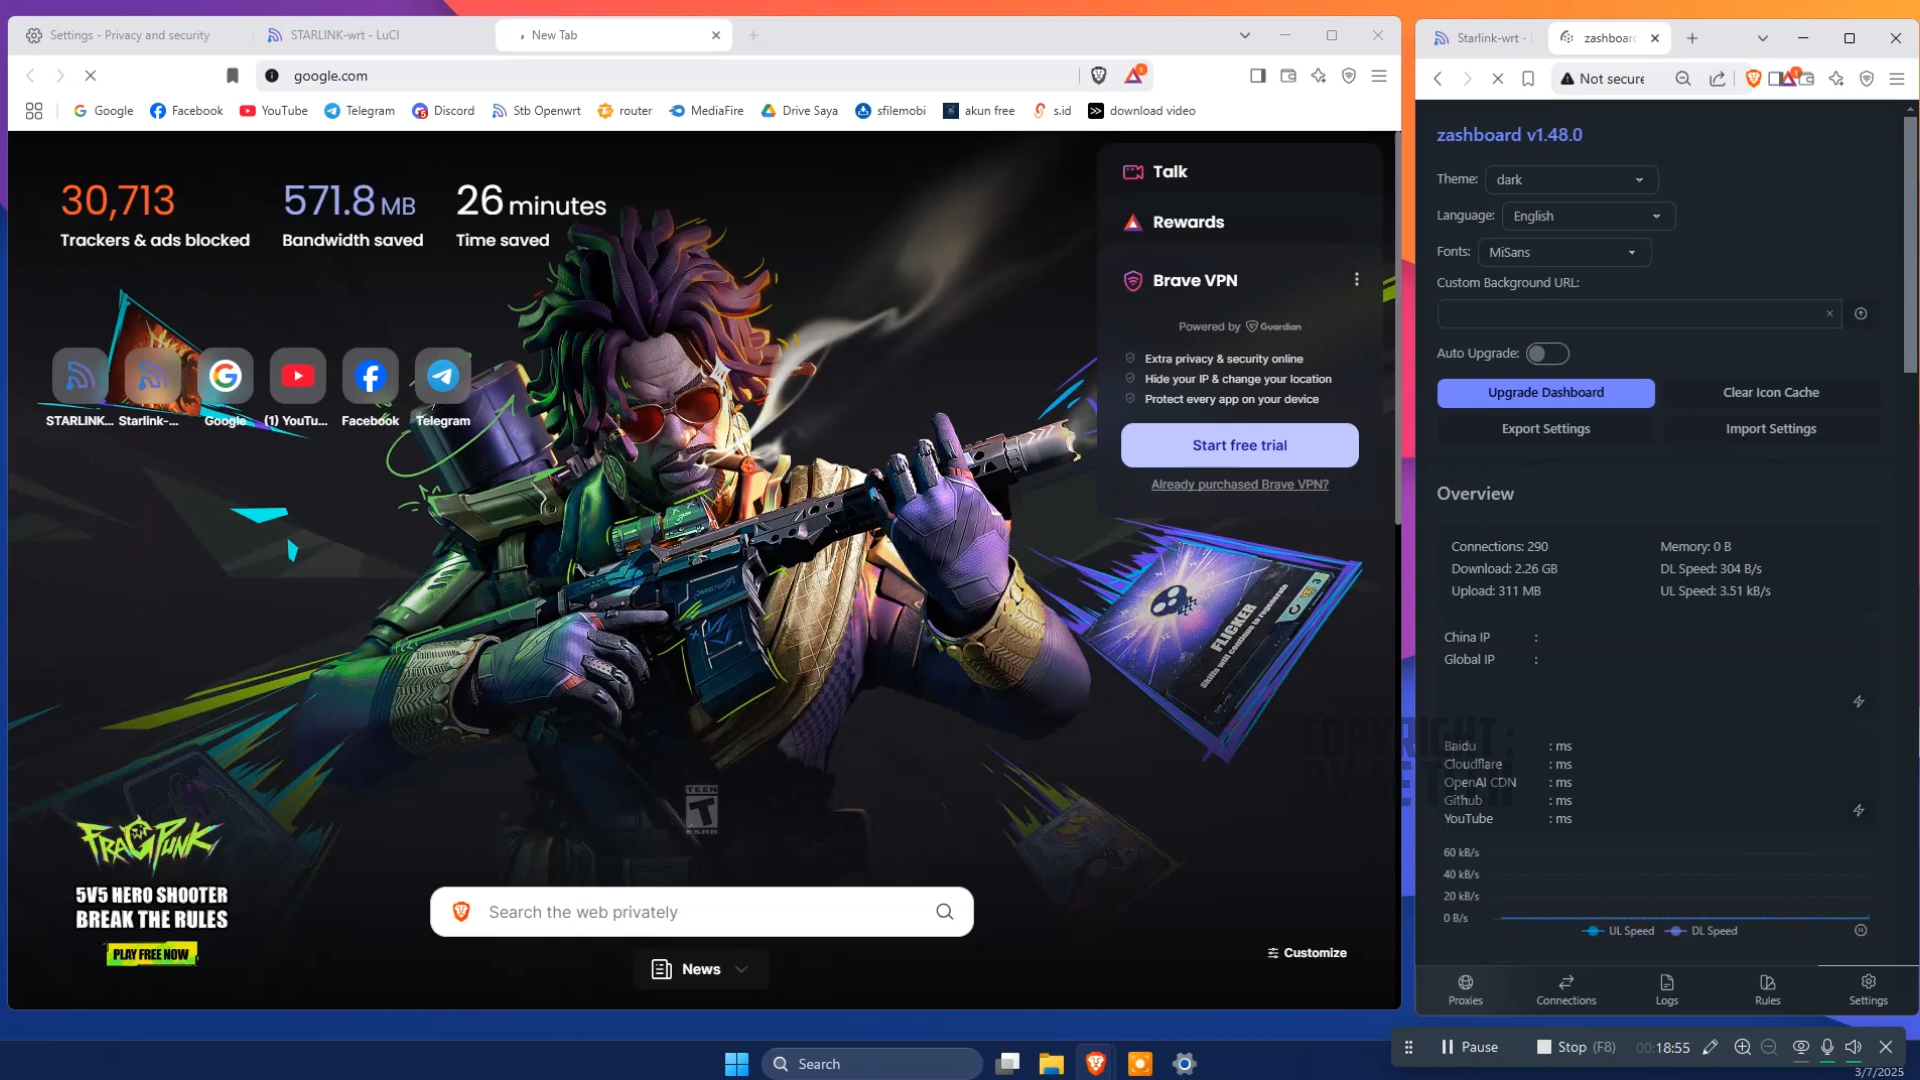 Settings - Privacy and security
STARLINK-wrt - LuCI
New Tab
google.com
Google
Facebook
YouTube
Telegram
Discord
Stb Openwrt
router
MediaFire
Drive Saya
sfilemobi
akun free
s.id
download video
30,713
Trackers & ads blocked
571.8 MB
Bandwidth saved
26 minutes
Time saved
Talk
Rewards
Brave VPN
Powered by Guardian
Extra privacy & security online
Hide your IP & change your location
Protect every app on your device
Start free trial
Already purchased Brave VPN?
STARLINK...
Starlink-...
Google
(1) YouTu...
Facebook
Telegram
FLICKER
Skills will continue to regenerate
TEEN
T
ESRB
FRAGPUNK
5V5 HERO SHOOTER
BREAK THE RULES
PLAY FREE NOW
Search the web privately
News
Customize
Starlink-wrt -
zashboard
Not secure
zashboard v1.48.0
Theme: dark
Language: English
Fonts: MiSans
Custom Background URL:
Auto Upgrade:
Upgrade Dashboard
Clear Icon Cache
Export Settings
Import Settings
Overview
Connections: 290
Memory: 0 B
Download: 2.26 GB
DL Speed: 304 B/s
Upload: 311 MB
UL Speed: 3.51 kB/s
China IP :
Global IP :
COPYRIGHT :
Baidu : ms
Cloudflare : ms
OpenAI CDN : ms
Github : ms
YouTube : ms
60 kB/s
40 kB/s
20 kB/s
0 B/s
UL Speed
DL Speed
Proxies
Connections
Logs
Rules
Settings
Search
Pause
Stop (F8)
00:18:55
3/7/2025